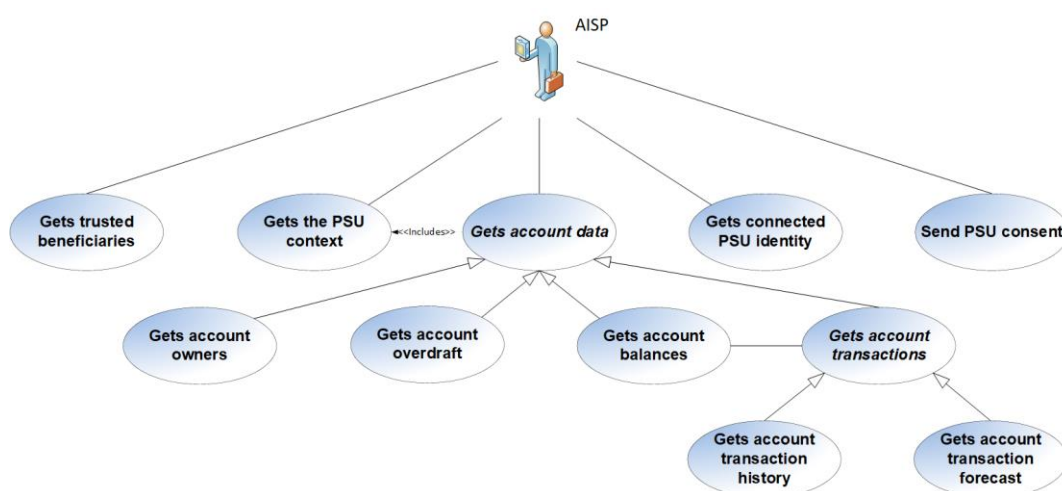 AISP
Gets trusted
beneficiaries
Gets the PSU
context
<<Includes>>
Gets account data
Gets connected
PSU identity
Send PSU consent
Gets account
owners
Gets account
overdraft
Gets account
balances
Gets account
transactions
Gets account
transaction
history
Gets account
transaction
forecast